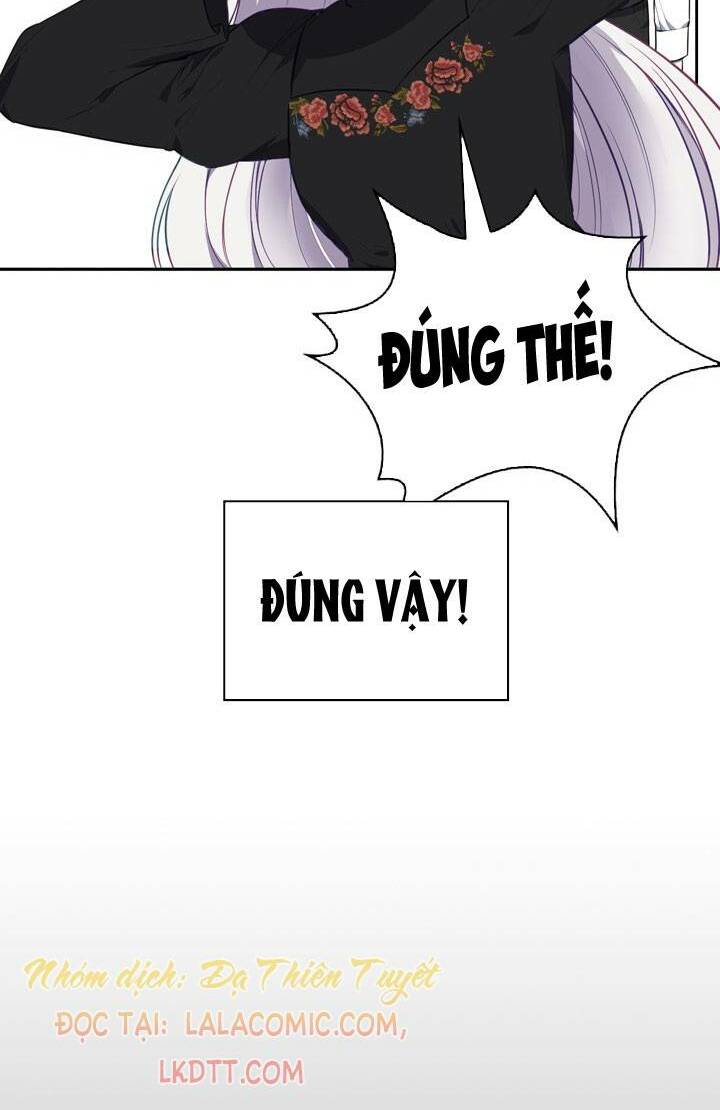 ĐÚNG THẾ!
ĐÚNG VẬY!
Nhóm dịch: Dạ Thiên Tuyết
ĐỌC TẠI: LALACOMIC.COM,
LKDTT.COM